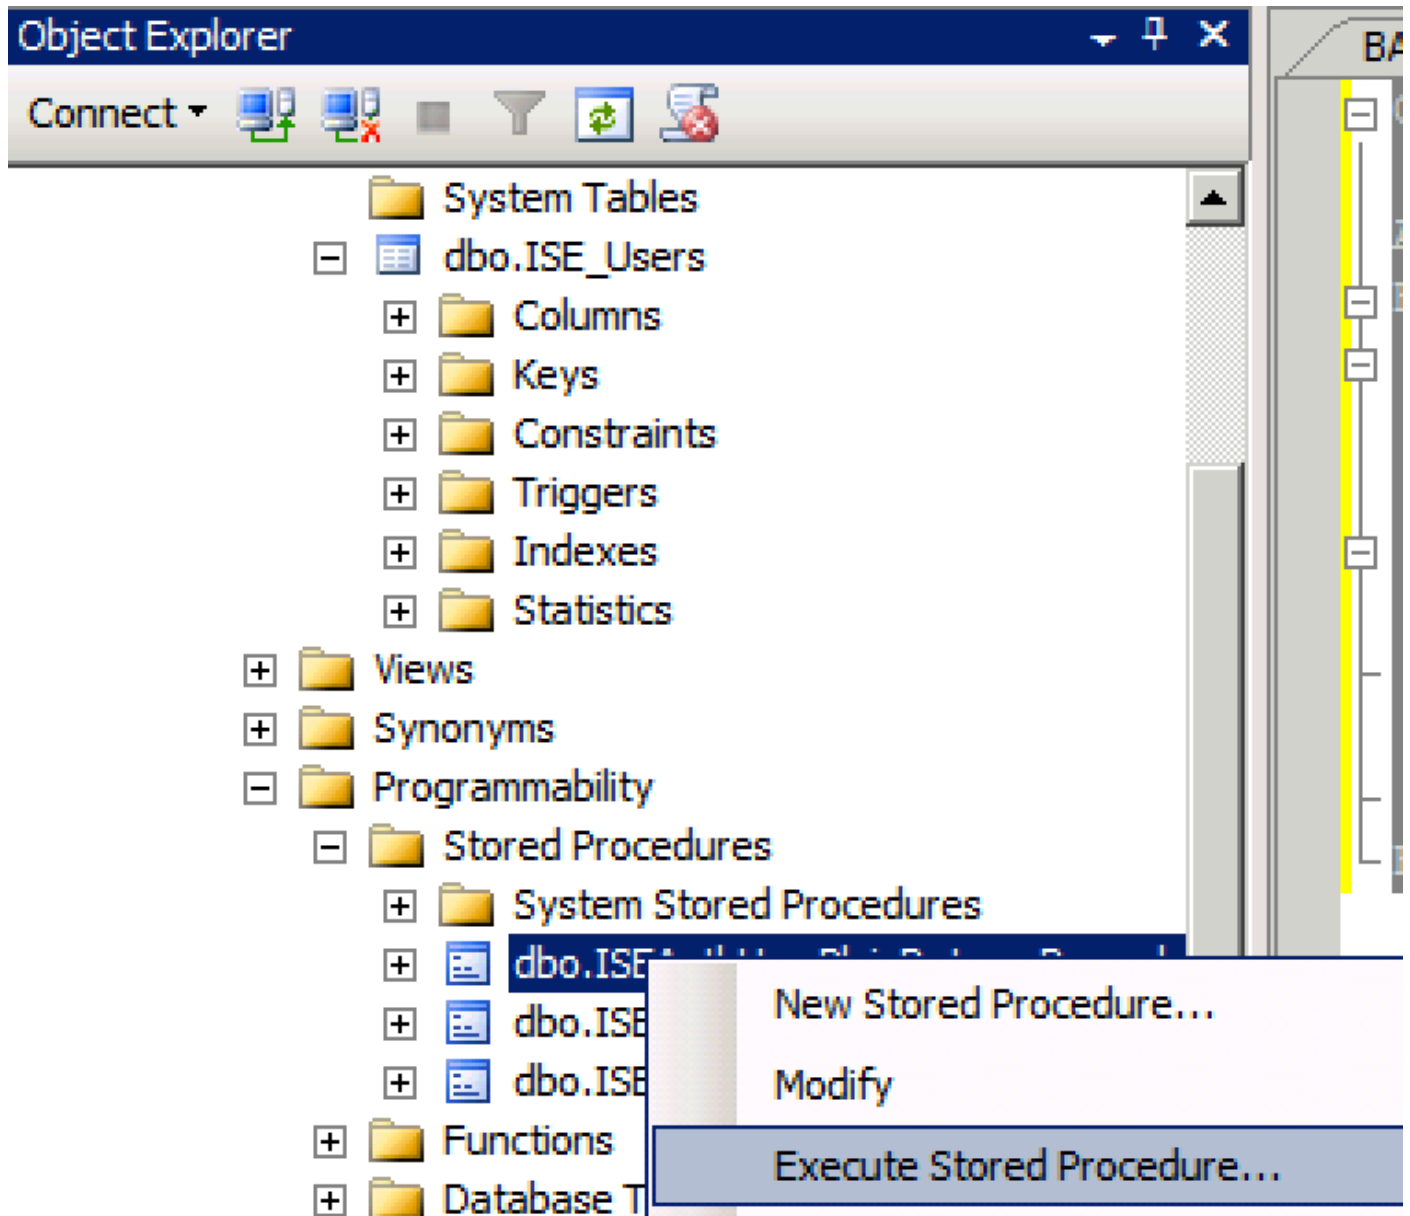 Object Explorer
BA
Connect
System Tables
dbo.ISE_Users
Columns
Keys
Constraints
Triggers
Indexes
Statistics
Views
Synonyms
Programmability
Stored Procedures
System Stored Procedures
dbo.ISE
New Stored Procedure...
dbo.ISE
Modify
dbo.ISE
Functions
Execute Stored Procedure...
Database T